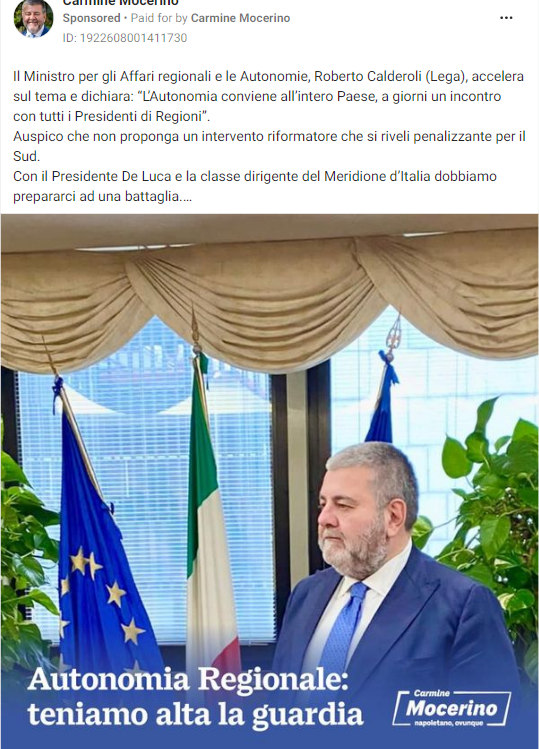 Carmine Mocerino
Sponsored • Paid for by Carmine Mocerino
ID: 1922608001411730
Il Ministro per gli Affari regionali e le Autonomie, Roberto Calderoli (Lega), accelera
sul tema e dichiara: “L’Autonomia conviene all’intero Paese, a giorni un incontro
con tutti i Presidenti di Regioni”.
Auspico che non proponga un intervento riformatore che si riveli penalizzante per il
Sud.
Con il Presidente De Luca e la classe dirigente del Meridione d’Italia dobbiamo
prepararci ad una battaglia....
Autonomia Regionale:
teniamo alta la guardia
Carmine
Mocerino
napoletano, ovunque